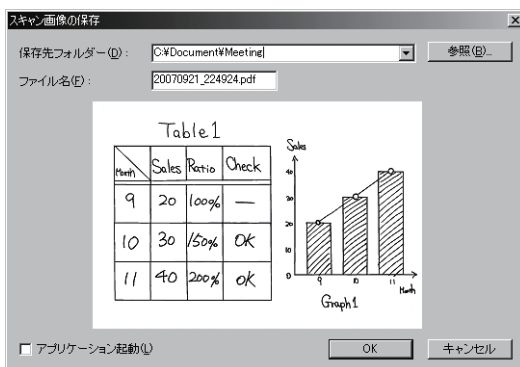 スキャン画像の保存
保存先フォルダー(D): C:¥Document¥Meeting 参照(B)...
ファイル名(F): 20070921_224924.pdf
Table1
Month Sales Ratio Check
9 20 100% —
10 30 150% OK
11 40 200% OK
Sales
40
30
20
10
0
9 10 11 Month
Graph1
アプリケーション起動(L) OK キャンセル